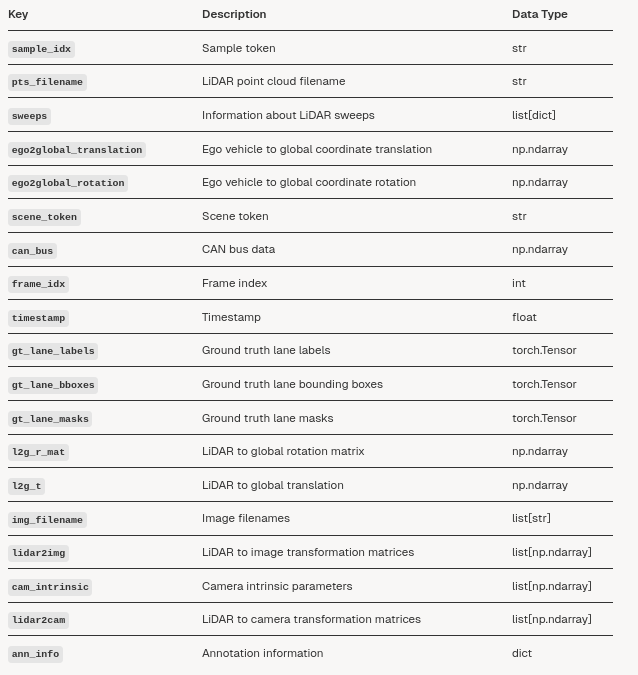 Key Description Data Type
sample_idx Sample token str
pts_filename LiDAR point cloud filename str
sweeps Information about LiDAR sweeps list[dict]
ego2global_translation Ego vehicle to global coordinate translation np.ndarray
ego2global_rotation Ego vehicle to global coordinate rotation np.ndarray
scene_token Scene token str
can_bus CAN bus data np.ndarray
frame_idx Frame index int
timestamp Timestamp float
gt_lane_labels Ground truth lane labels torch.Tensor
gt_lane_bboxes Ground truth lane bounding boxes torch.Tensor
gt_lane_masks Ground truth lane masks torch.Tensor
l2g_r_mat LiDAR to global rotation matrix np.ndarray
l2g_t LiDAR to global translation np.ndarray
img_filename Image filenames list[str]
lidar2img LiDAR to image transformation matrices list[np.ndarray]
cam_intrinsic Camera intrinsic parameters list[np.ndarray]
lidar2cam LiDAR to camera transformation matrices list[np.ndarray]
ann_info Annotation information dict